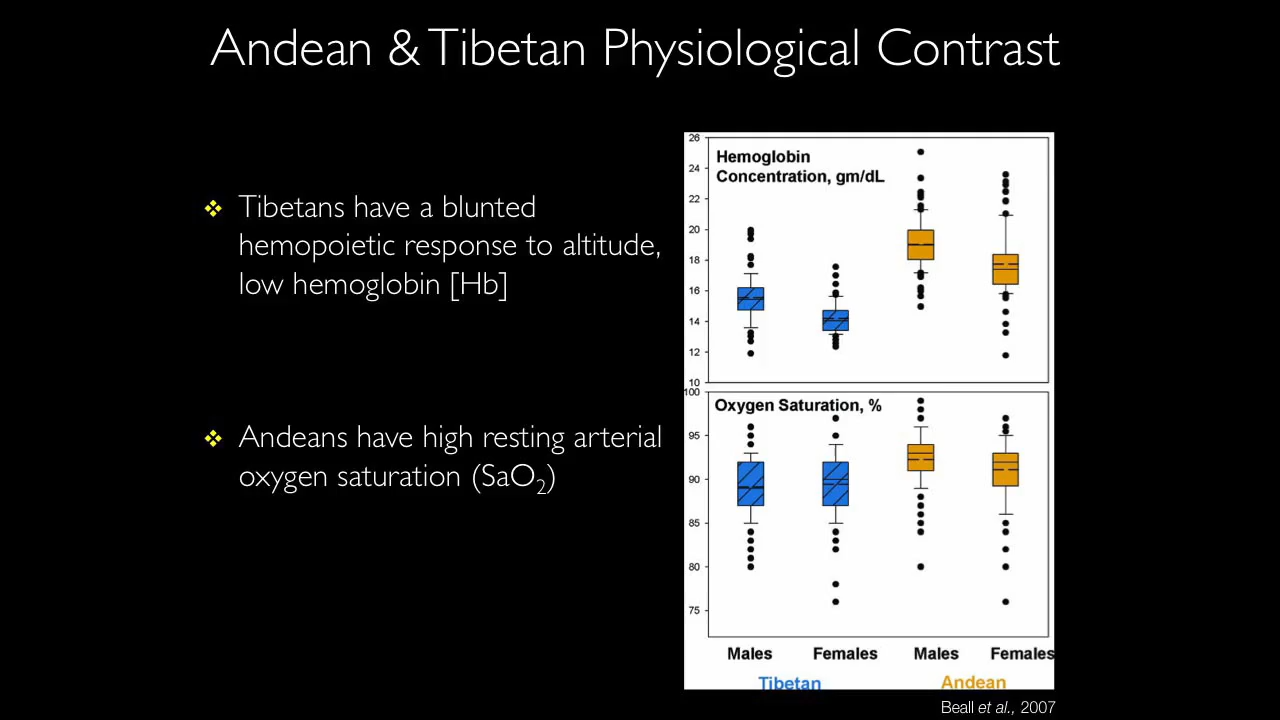 Andean & Tibetan Physiological Contrast
❖ Tibetans have a blunted
hemopoietic response to altitude,
low hemoglobin [Hb]
❖ Andeans have high resting arterial
oxygen saturation (SaO₂)
Hemoglobin
Concentration, gm/dL
26
24
22
20
18
16
14
12
10
Oxygen Saturation, %
100
95
90
85
80
75
Males Females Males Females
Tibetan Andean
Beall et al., 2007